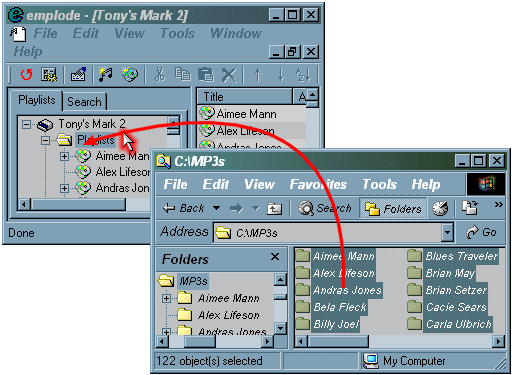 emplode - [Tony's Mark 2]
File Edit View Tools Window
Help
Playlists Search
Tony's Mark 2
Playlists
Aimee Man
Alex Lifeson
Andras Jone
Title A
Aimee Mann
Alex Lifeson
Andras Jones
Done
C:\MP3s
File Edit View Favorites Tools Help
Back Search Folders
Address C:\MP3s Go
Folders
MP3s
Aimee Mann
Alex Lifeson
Andras Jones
Aimee Mann Blues Traveler
Alex Lifeson Brian May
Andras Jones Brian Setzer
Bela Fleck Cacie Sears
Billy Joel Carla Ulbrich
122 object(s) selected My Computer